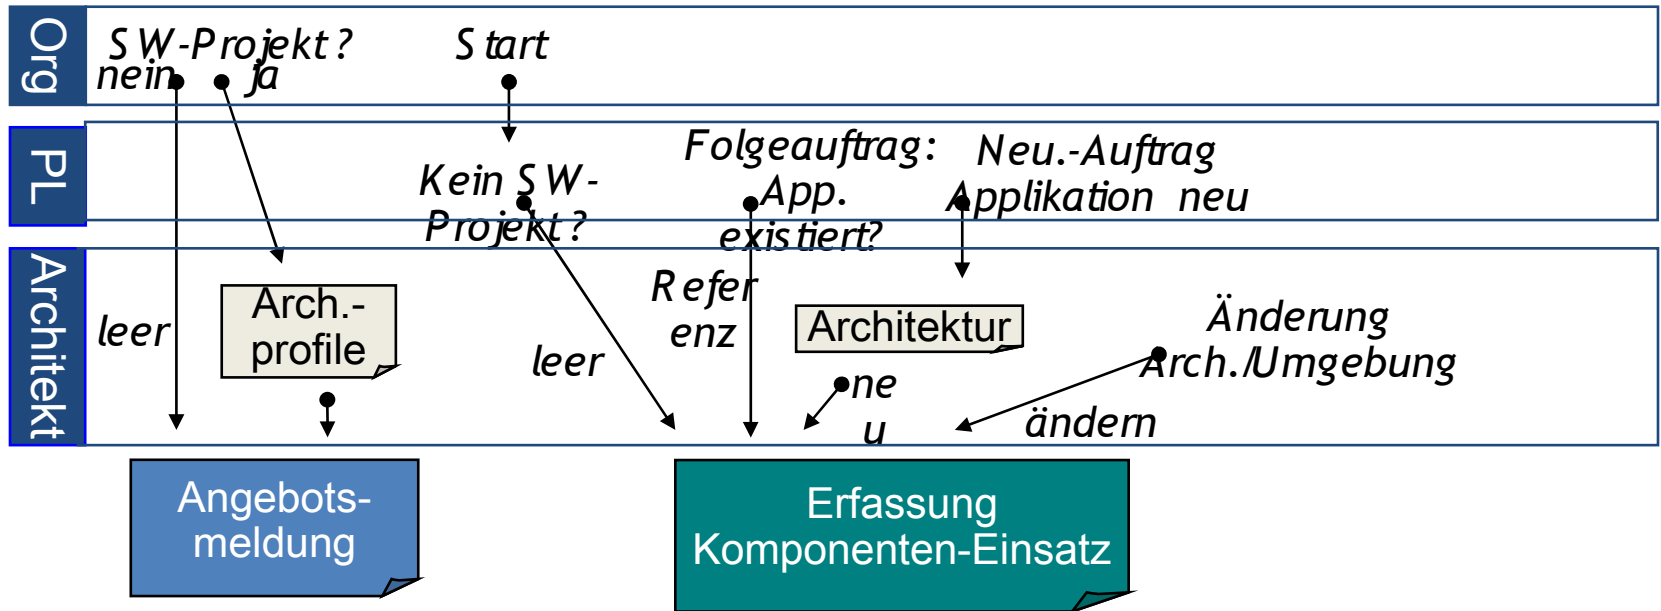 Org
SW-Projekt?
nein
ja
Start
PL
Kein SW-
Projekt?
Folgeauftrag:
App.
existiert?
Neu.-Auftrag
Applikation neu
Architekt
leer
Arch.-
profile
leer
Refer
enz
Architektur
ne
u
Änderung
Arch./Umgebung
ändern
Angebots-
meldung
Erfassung
Komponenten-Einsatz